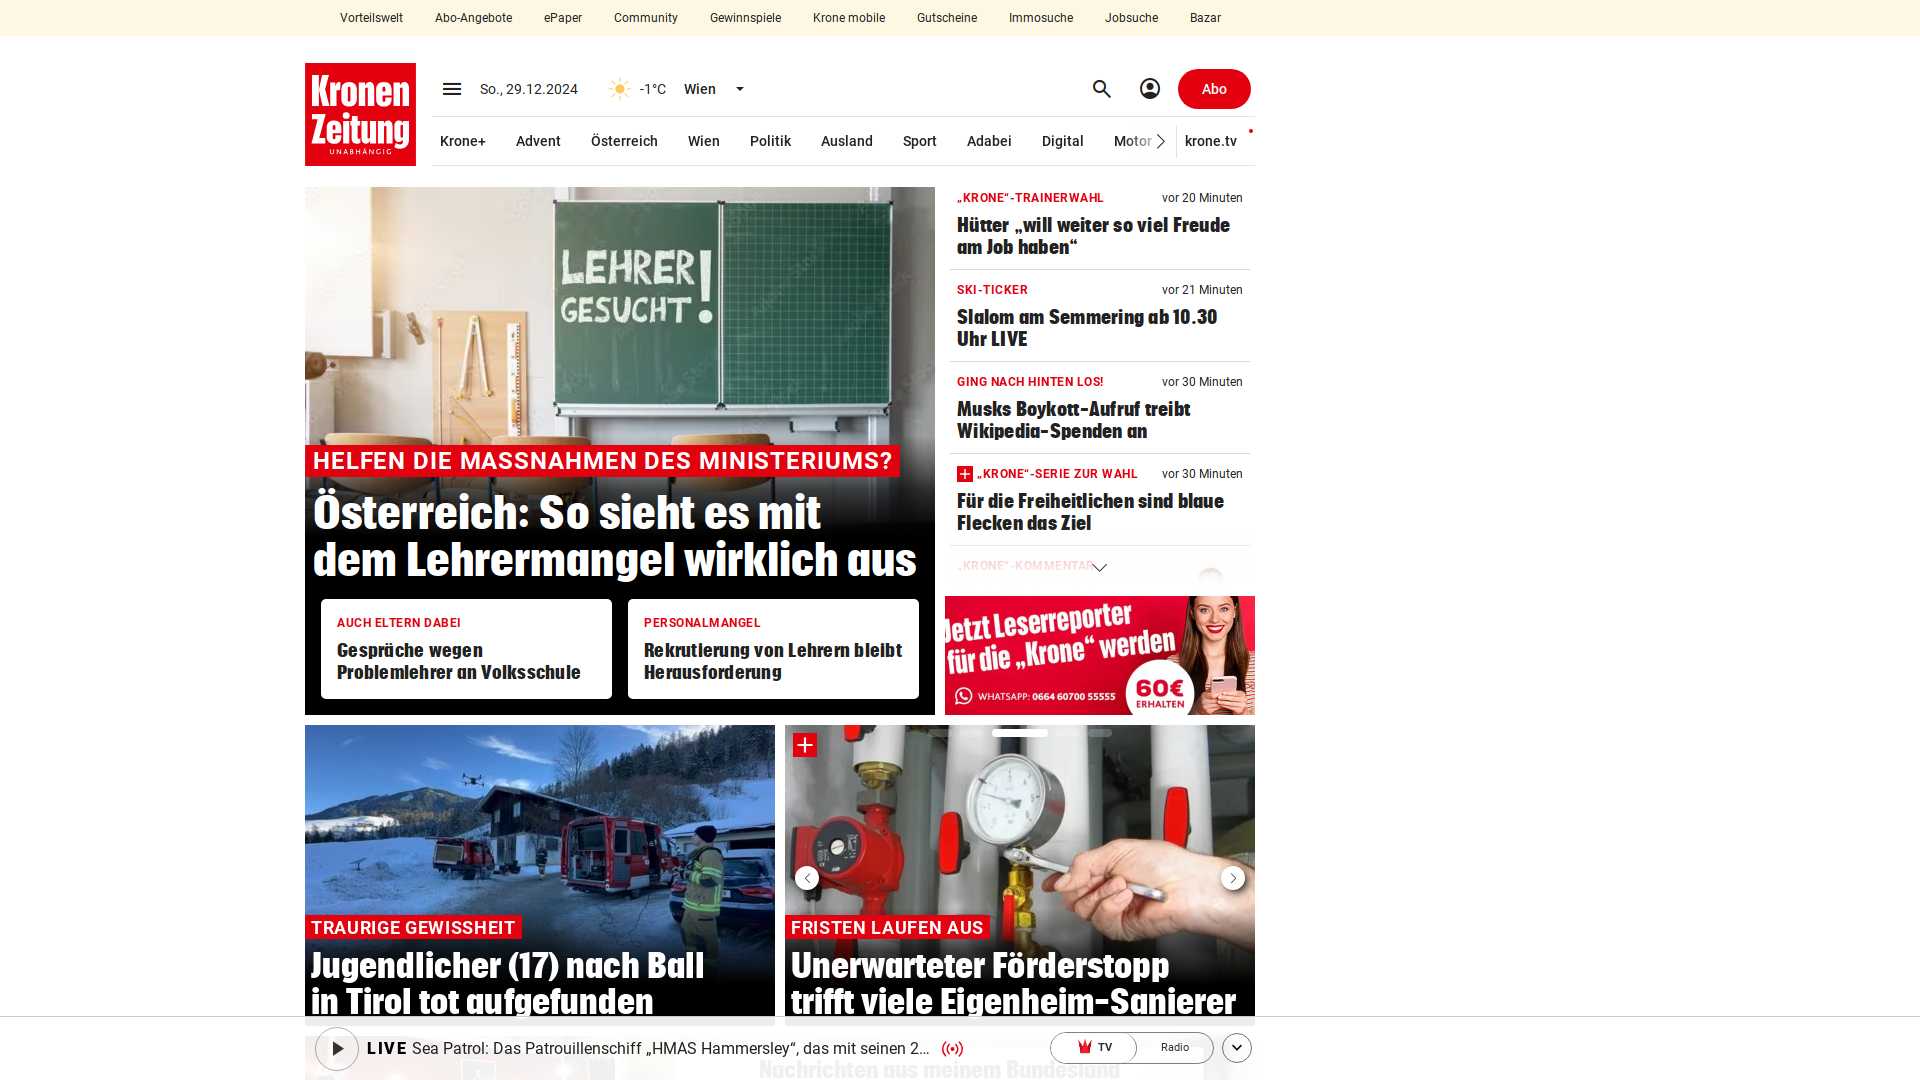 Vorteilswelt Abo-Angebote ePaper Community Gewinnspiele Krone mobile Gutscheine Immosuche Jobsuche Bazar
Kronen
Zeitung
UNABHÄNGIG
So., 29.12.2024 -1°C Wien Abo
Krone+ Advent Österreich Wien Politik Ausland Sport Adabei Digital Motor krone.tv
LEHRER
GESUCHT!
HELFEN DIE MASSNAHMEN DES MINISTERIUMS?
Österreich: So sieht es mit
dem Lehrermangel wirklich aus
AUCH ELTERN DABEI
Gespräche wegen
Problemlehrer an Volksschule
PERSONALMANGEL
Rekrutierung von Lehrern bleibt
Herausforderung
„KRONE“-TRAINERWAHL vor 20 Minuten
Hütter „will weiter so viel Freude
am Job haben“
SKI-TICKER vor 21 Minuten
Slalom am Semmering ab 10.30
Uhr LIVE
GING NACH HINTEN LOS! vor 30 Minuten
Musks Boykott-Aufruf treibt
Wikipedia-Spenden an
„KRONE“-SERIE ZUR WAHL vor 30 Minuten
Für die Freiheitlichen sind blaue
Flecken das Ziel
„KRONE“-KOMMENTAR
Jetzt Leserreporter
für die „Krone“ werden
WHATSAPP: 0664 60700 55555
60€
ERHALTEN
TRAURIGE GEWISSHEIT
Jugendlicher (17) nach Ball
in Tirol tot aufgefunden
FRISTEN LAUFEN AUS
Unerwarteter Förderstopp
trifft viele Eigenheim-Sanierer
LIVE Sea Patrol: Das Patrouillenschiff „HMAS Hammersley“, das mit seinen 2... TV Radio
Nachrichten aus meinem Bundesland